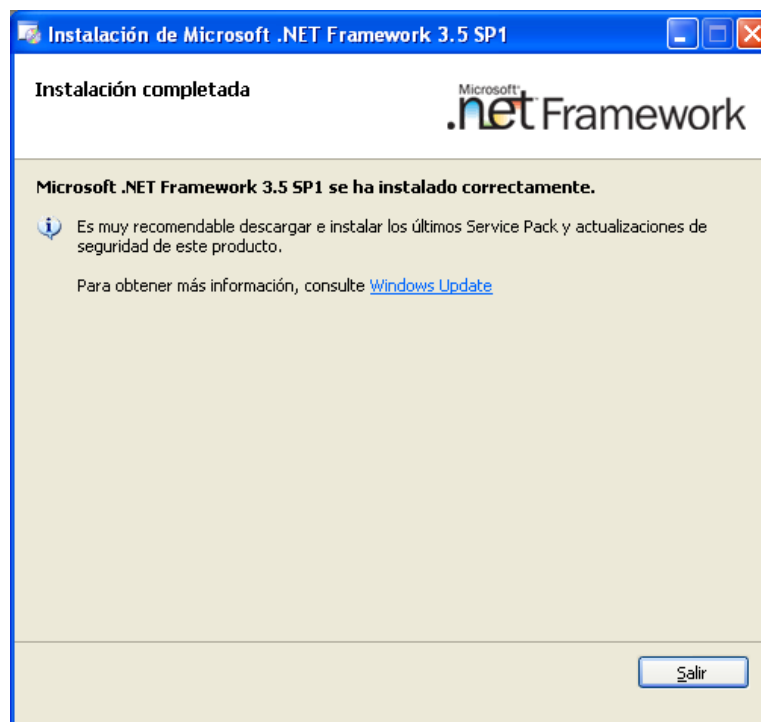 Instalación de Microsoft .NET Framework 3.5 SP1
Instalación completada
Microsoft
.net Framework
Microsoft .NET Framework 3.5 SP1 se ha instalado correctamente.
Es muy recomendable descargar e instalar los últimos Service Pack y actualizaciones de
seguridad de este producto.
Para obtener más información, consulte Windows Update
Salir